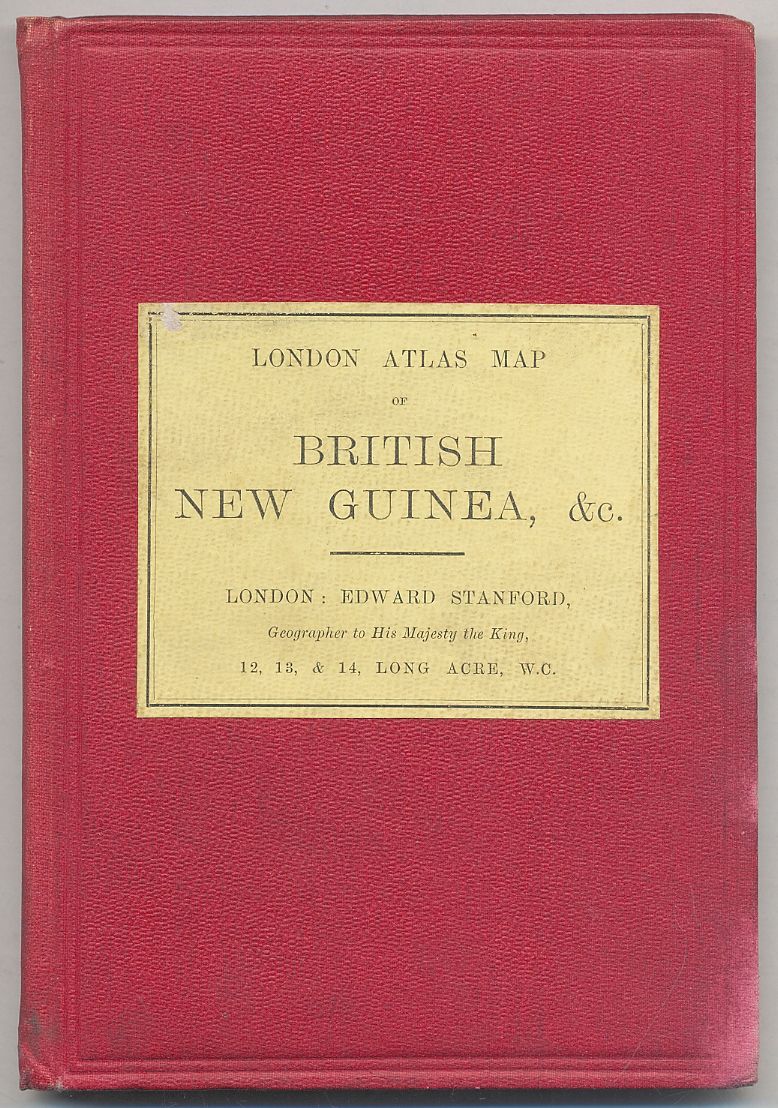 LONDON ATLAS MAP
OF
BRITISH
NEW GUINEA, &c.
LONDON: EDWARD STANFORD,
Geographer to His Majesty the King,
12, 13, & 14, LONG ACRE, W.C.